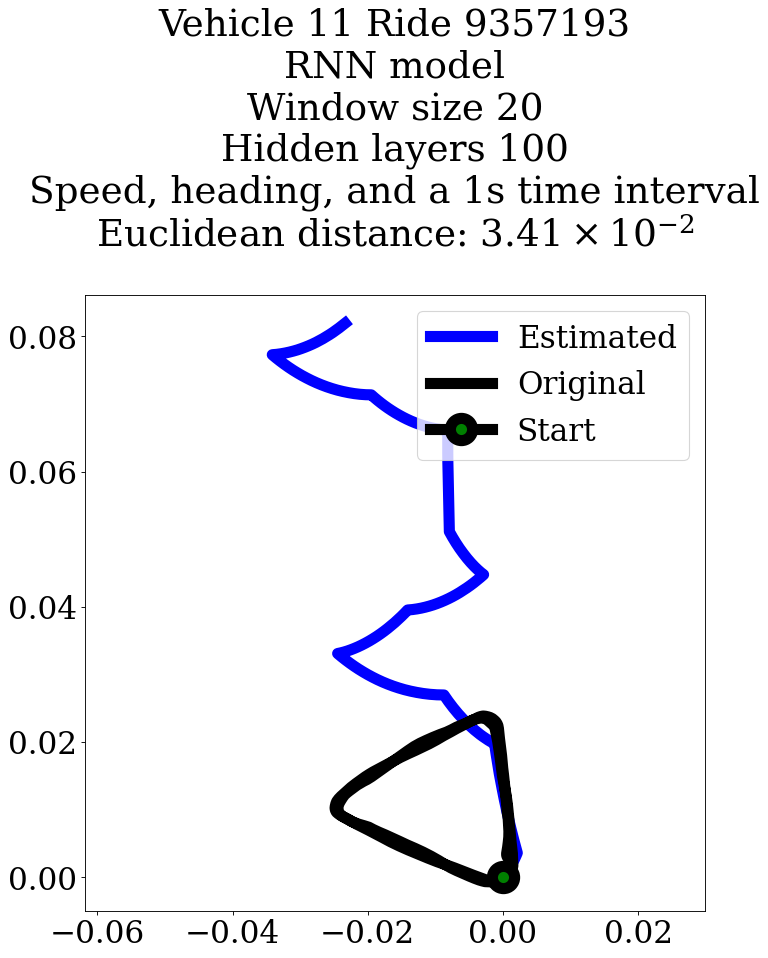 Vehicle 11 Ride 9357193
RNN model
Window size 20
Hidden layers 100
Speed, heading, and a 1s time interval
Euclidean distance: 3.41 × 10⁻²
Estimated
Original
Start
0.08
0.06
0.04
0.02
0.00
−0.06 −0.04 −0.02 0.00 0.02